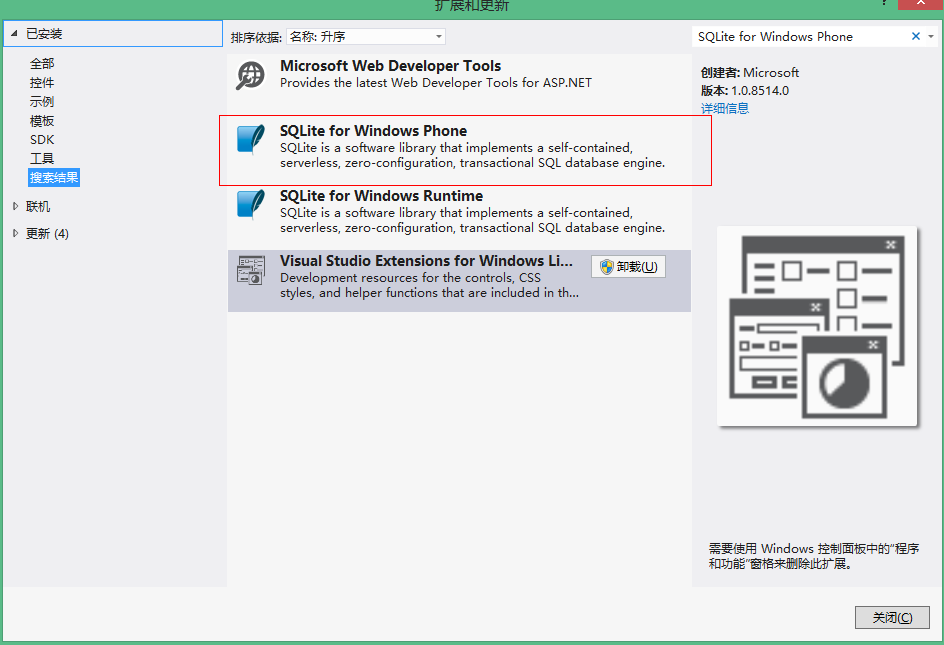 扩展和更新
?
已安装
全部
控件
示例
模板
SDK
工具
搜索结果
联机
更新 (4)
排序依据: 名称: 升序
Microsoft Web Developer Tools
Provides the latest Web Developer Tools for ASP.NET
SQLite for Windows Phone
SQLite is a software library that implements a self-contained,
serverless, zero-configuration, transactional SQL database engine.
SQLite for Windows Runtime
SQLite is a software library that implements a self-contained,
serverless, zero-configuration, transactional SQL database engine.
Visual Studio Extensions for Windows Li...
Development resources for the controls, CSS
styles, and helper functions that are included in th...
卸载(U)
SQLite for Windows Phone
创建者: Microsoft
版本: 1.0.8514.0
详细信息
需要使用 Windows 控制面板中的“程序
和功能”窗格来删除此扩展。
关闭(C)